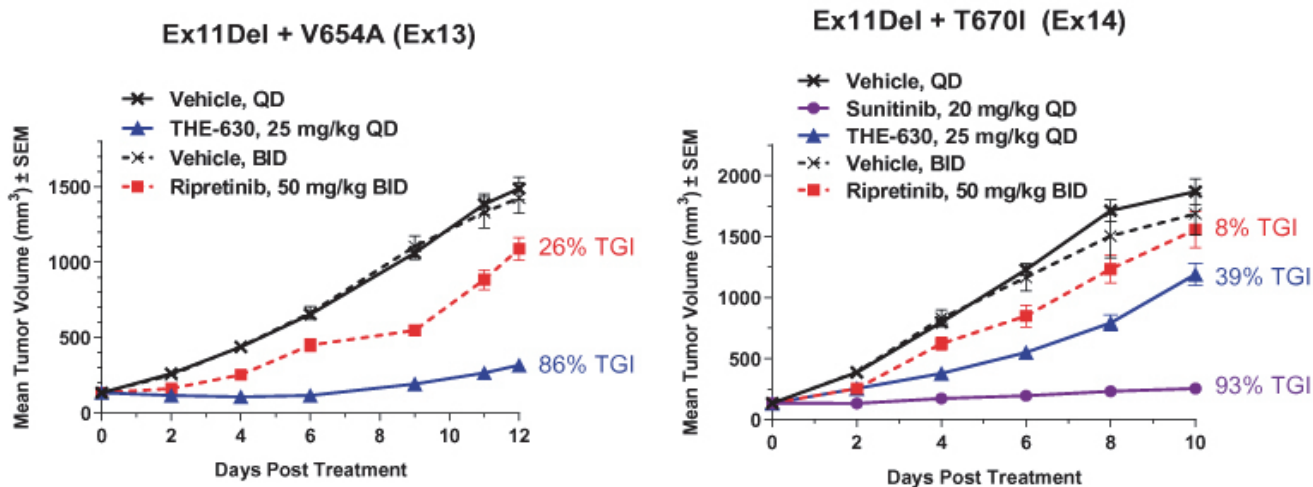 Ex11Del + V654A (Ex13)
Vehicle, QD
THE-630, 25 mg/kg QD
Vehicle, BID
Ripretinib, 50 mg/kg BID
Mean Tumor Volume (mm³) ± SEM
1500
1000
500
0
0 2 4 6 8 10 12
Days Post Treatment
26% TGI
86% TGI
Ex11Del + T670I (Ex14)
Vehicle, QD
Sunitinib, 20 mg/kg QD
THE-630, 25 mg/kg QD
Vehicle, BID
Ripretinib, 50 mg/kg BID
Mean Tumor Volume (mm³) ± SEM
2000
1500
1000
500
0
0 2 4 6 8 10
Days Post Treatment
8% TGI
39% TGI
93% TGI